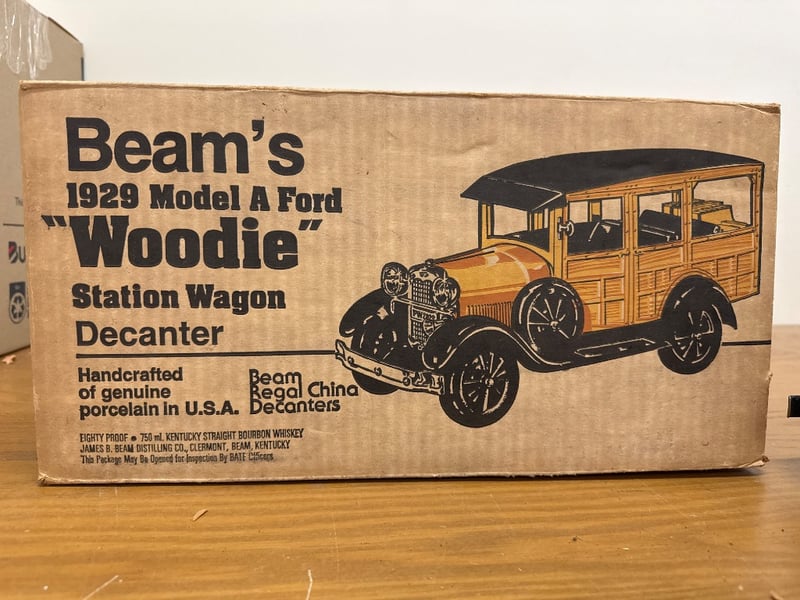 Beam's
1929 Model A Ford
"Woodie"
Station Wagon
Decanter
Handcrafted
of genuine
porcelain in U.S.A.
Beam
Regal China
Decanters
EIGHTY PROOF • 750 ml. KENTUCKY STRAIGHT BOURBON WHISKEY
JAMES B. BEAM DISTILLING CO., CLERMONT, BEAM, KENTUCKY
This Package May Be Opened for Inspection By BATF Officers